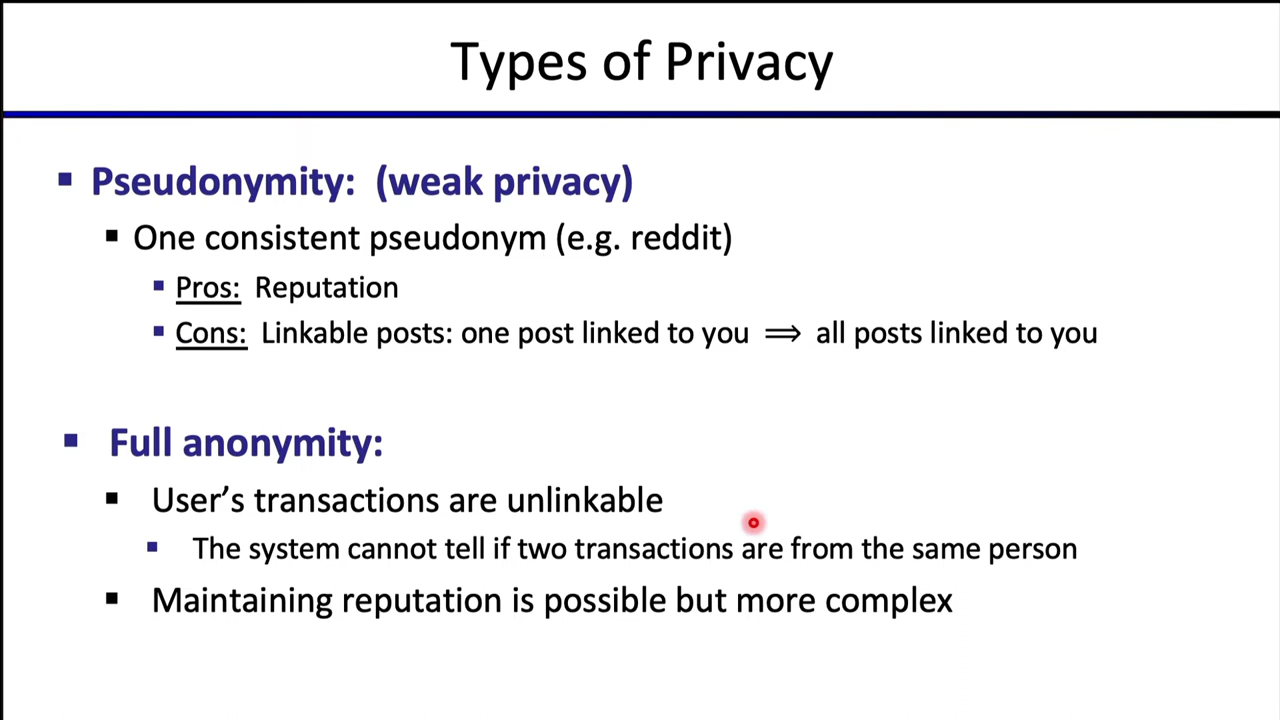 Types of Privacy
▪ Pseudonymity: (weak privacy)
▪ One consistent pseudonym (e.g. reddit)
▪ Pros: Reputation
▪ Cons: Linkable posts: one post linked to you ⟹ all posts linked to you
▪ Full anonymity:
▪ User’s transactions are unlinkable
▪ The system cannot tell if two transactions are from the same person
▪ Maintaining reputation is possible but more complex